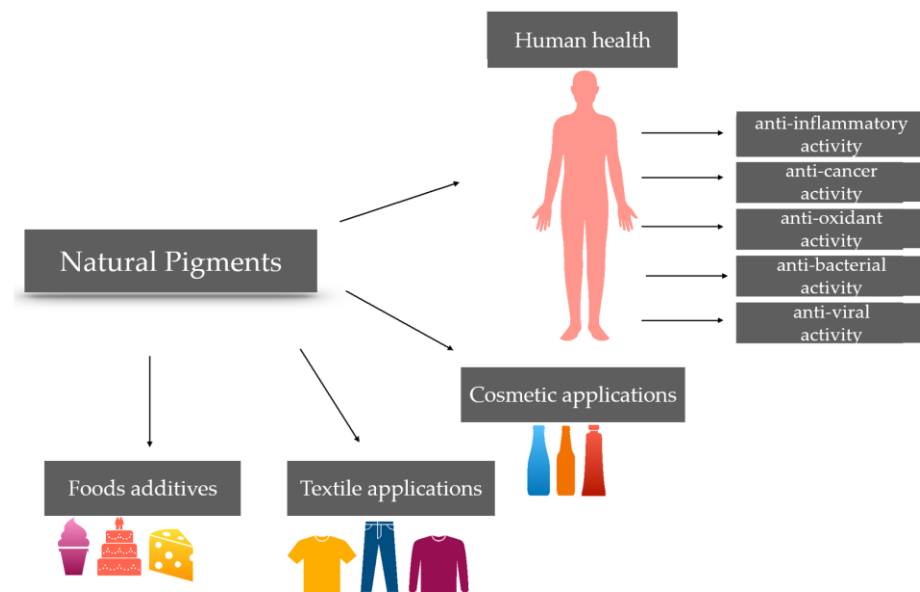 Human health
anti-inflammatory
activity
anti-cancer
activity
anti-oxidant
activity
anti-bacterial
activity
anti-viral
activity
Natural Pigments
Cosmetic applications
Foods additives
Textile applications